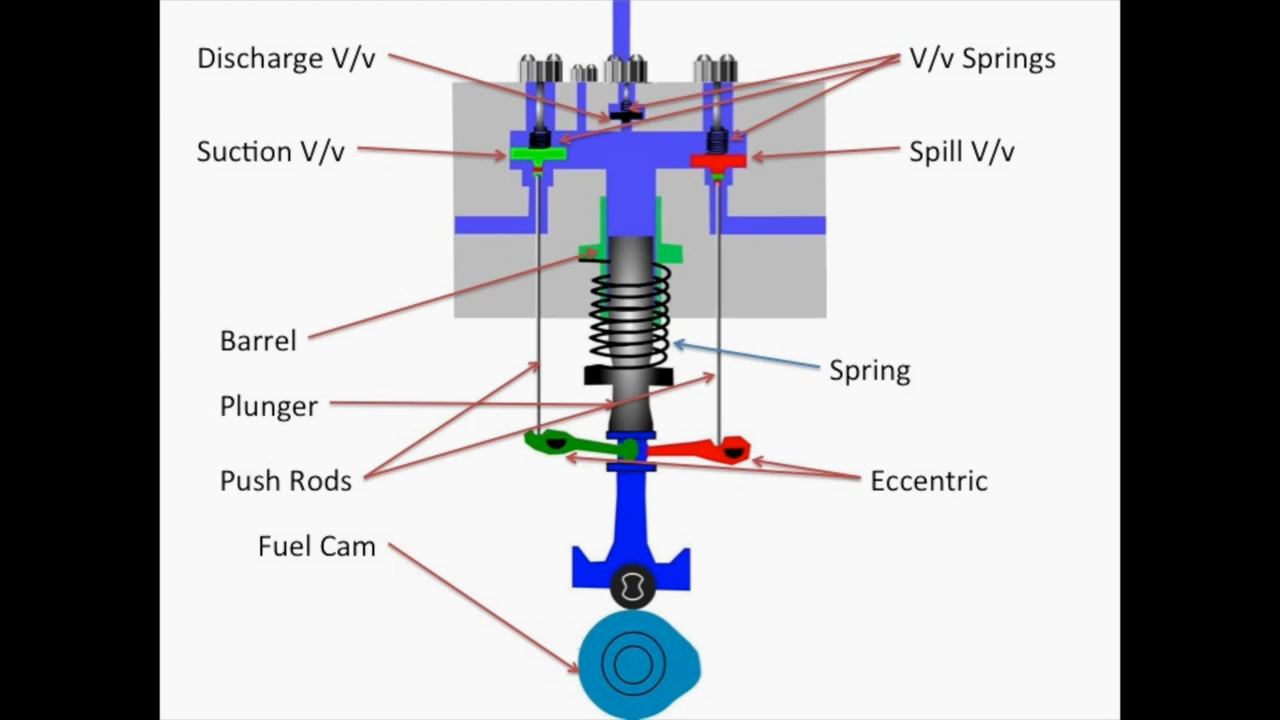 Discharge V/v
V/v Springs
Suction V/v
Spill V/v
Barrel
Spring
Plunger
Push Rods
Eccentric
Fuel Cam